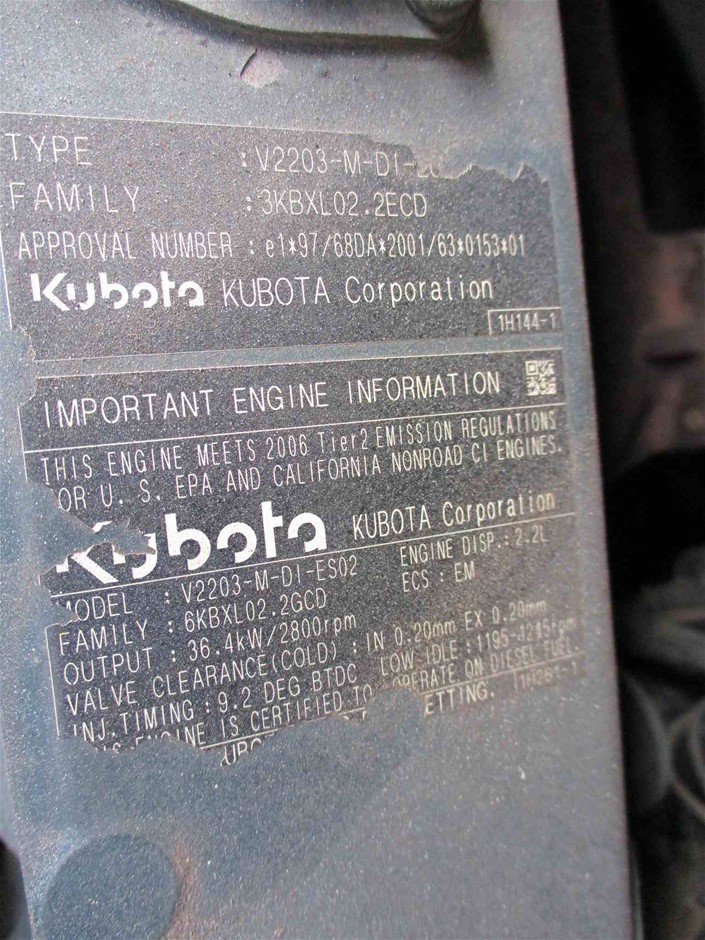 TYPE : V2203-M-DI-
FAMILY : 3KBXL02.2ECD
APPROVAL NUMBER : e1*97/68DA*2001/63*0153*01
Kubota KUBOTA Corporation
1H144-1
IMPORTANT ENGINE INFORMATION
THIS ENGINE MEETS 2006 Tier2 EMISSION REGULATIONS
FOR U. S. EPA AND CALIFORNIA NONROAD CI ENGINES.
Kubota KUBOTA Corporation
MODEL : V2203-M-DI-ES02 ENGINE DISP.: 2.2L
FAMILY : 6KBXL02.2GCD ECS : EM
OUTPUT : 36.4kW/2800rpm
VALVE CLEARANCE(COLD) : IN 0.20mm EX 0.20mm
INJ.TIMING : 9.2 DEG BTDC LOW IDLE :
ENGINE IS CERTIFIED TO OPERATE ON DIESEL FUEL.
ETTING.